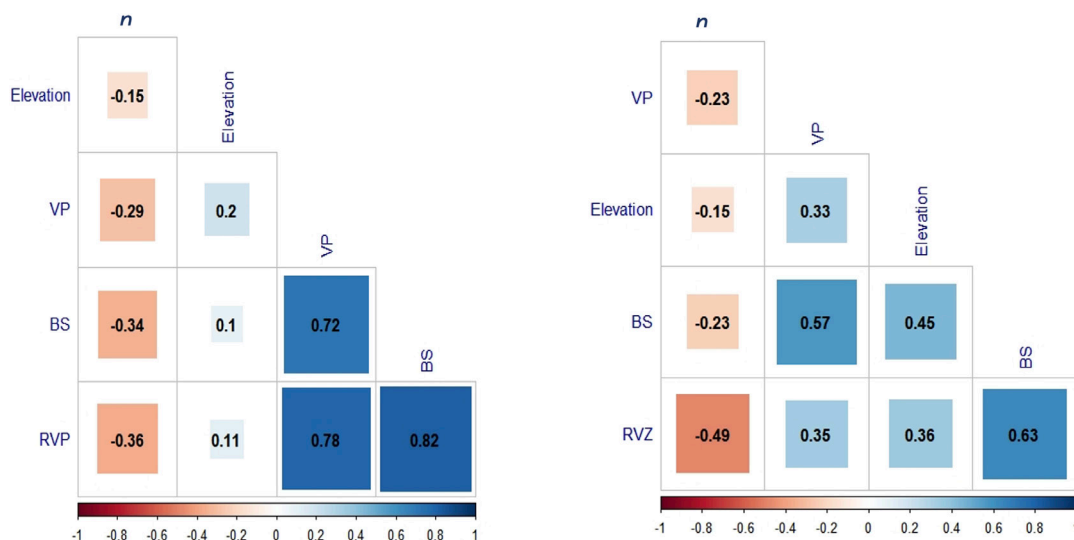 n
Elevation
-0.15
Elevation
VP
-0.29
0.2
VP
BS
-0.34
0.1
0.72
BS
RVP
-0.36
0.11
0.78
0.82
-1 -0.8 -0.6 -0.4 -0.2 0 0.2 0.4 0.6 0.8 1
n
VP
-0.23
VP
Elevation
-0.15
0.33
Elevation
BS
-0.23
0.57
0.45
BS
RVZ
-0.49
0.35
0.36
0.63
-1 -0.8 -0.6 -0.4 -0.2 0 0.2 0.4 0.6 0.8